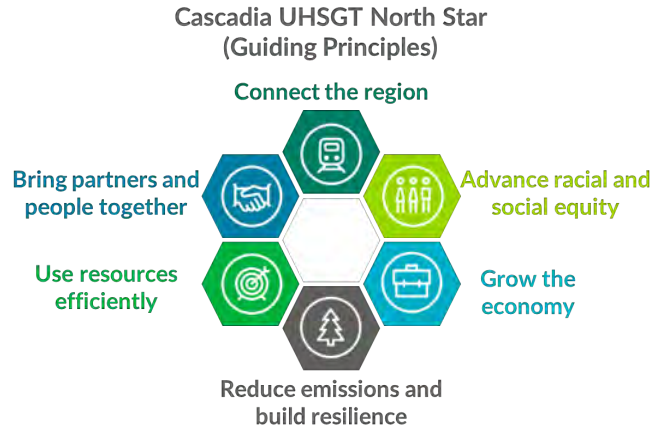 Cascadia UHSGT North Star
(Guiding Principles)
Connect the region
Bring partners and
people together
Advance racial and
social equity
Use resources
efficiently
Grow the
economy
Reduce emissions and
build resilience